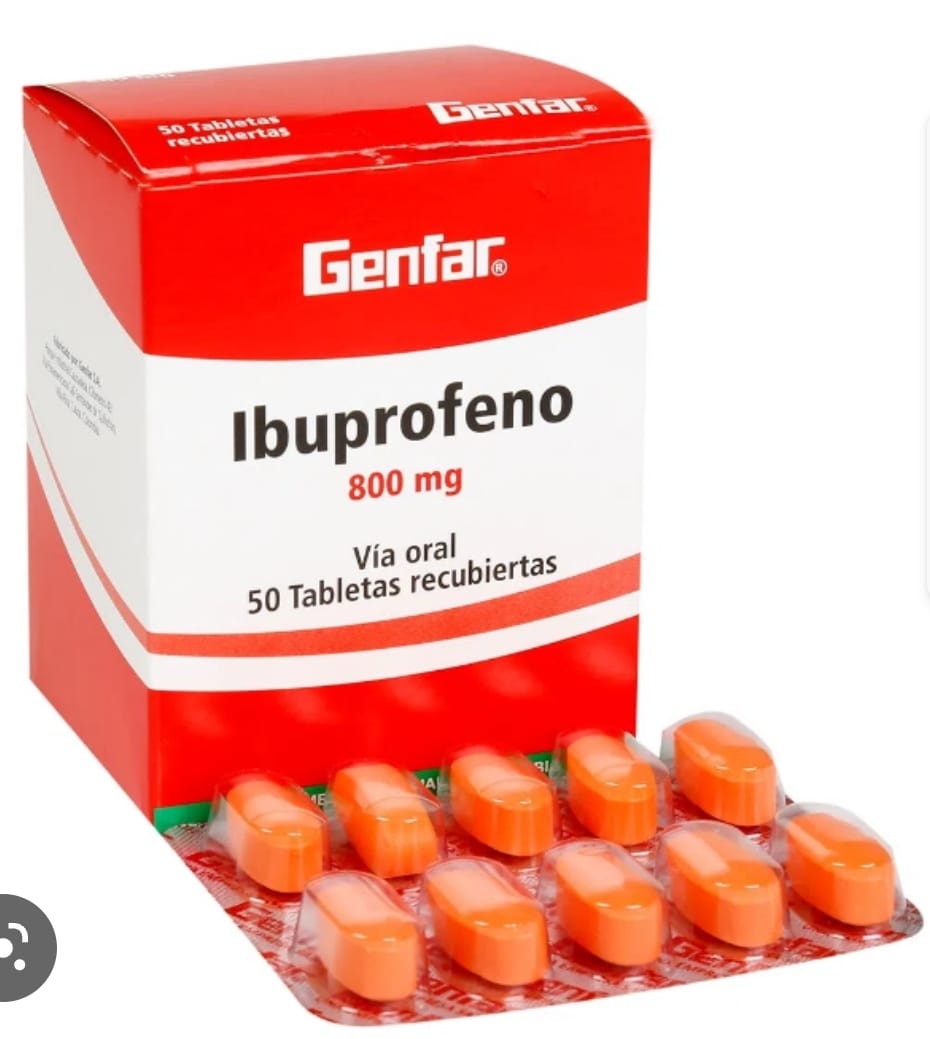 50 Tabletas
recubiertas
Genfar®
Genfar®
Ibuprofeno
800 mg
Vía oral
50 Tabletas recubiertas